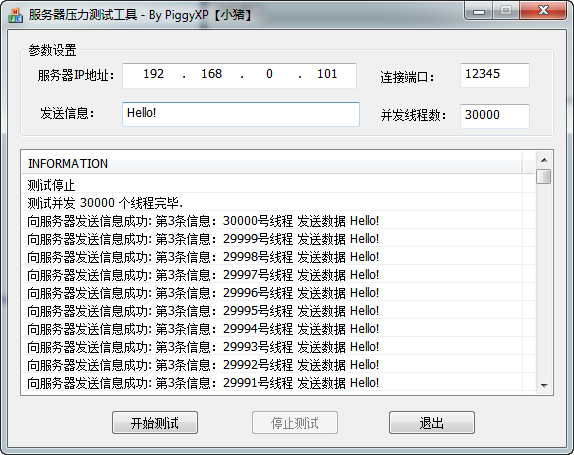 服务器压力测试工具 - By PiggyXP【小猪】
参数设置
服务器IP地址: 192 . 168 . 0 . 101 连接端口: 12345
发送信息: Hello! 并发线程数: 30000
INFORMATION
测试停止
测试并发 30000 个线程完毕.
向服务器发送信息成功: 第3条信息: 30000号线程 发送数据 Hello!
向服务器发送信息成功: 第3条信息: 29999号线程 发送数据 Hello!
向服务器发送信息成功: 第3条信息: 29998号线程 发送数据 Hello!
向服务器发送信息成功: 第3条信息: 29997号线程 发送数据 Hello!
向服务器发送信息成功: 第3条信息: 29996号线程 发送数据 Hello!
向服务器发送信息成功: 第3条信息: 29995号线程 发送数据 Hello!
向服务器发送信息成功: 第3条信息: 29994号线程 发送数据 Hello!
向服务器发送信息成功: 第3条信息: 29993号线程 发送数据 Hello!
向服务器发送信息成功: 第3条信息: 29992号线程 发送数据 Hello!
向服务器发送信息成功: 第3条信息: 29991号线程 发送数据 Hello!
开始测试 停止测试 退出